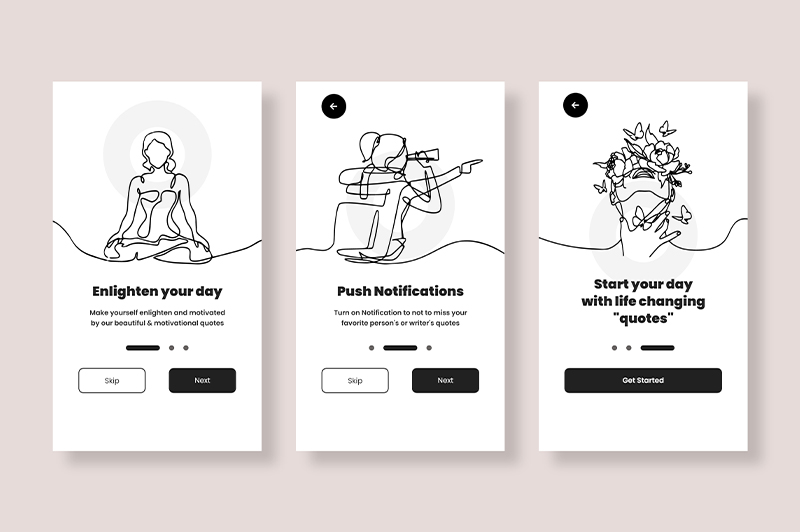 Enlighten your day
Make yourself enlighten and motivated
by our beautiful & motivational quotes
Skip
Next
Push Notifications
Turn on Notification to not to miss your
favorite person's or writer's quotes
Skip
Next
Start your day
with life changing
"quotes"
Get Started